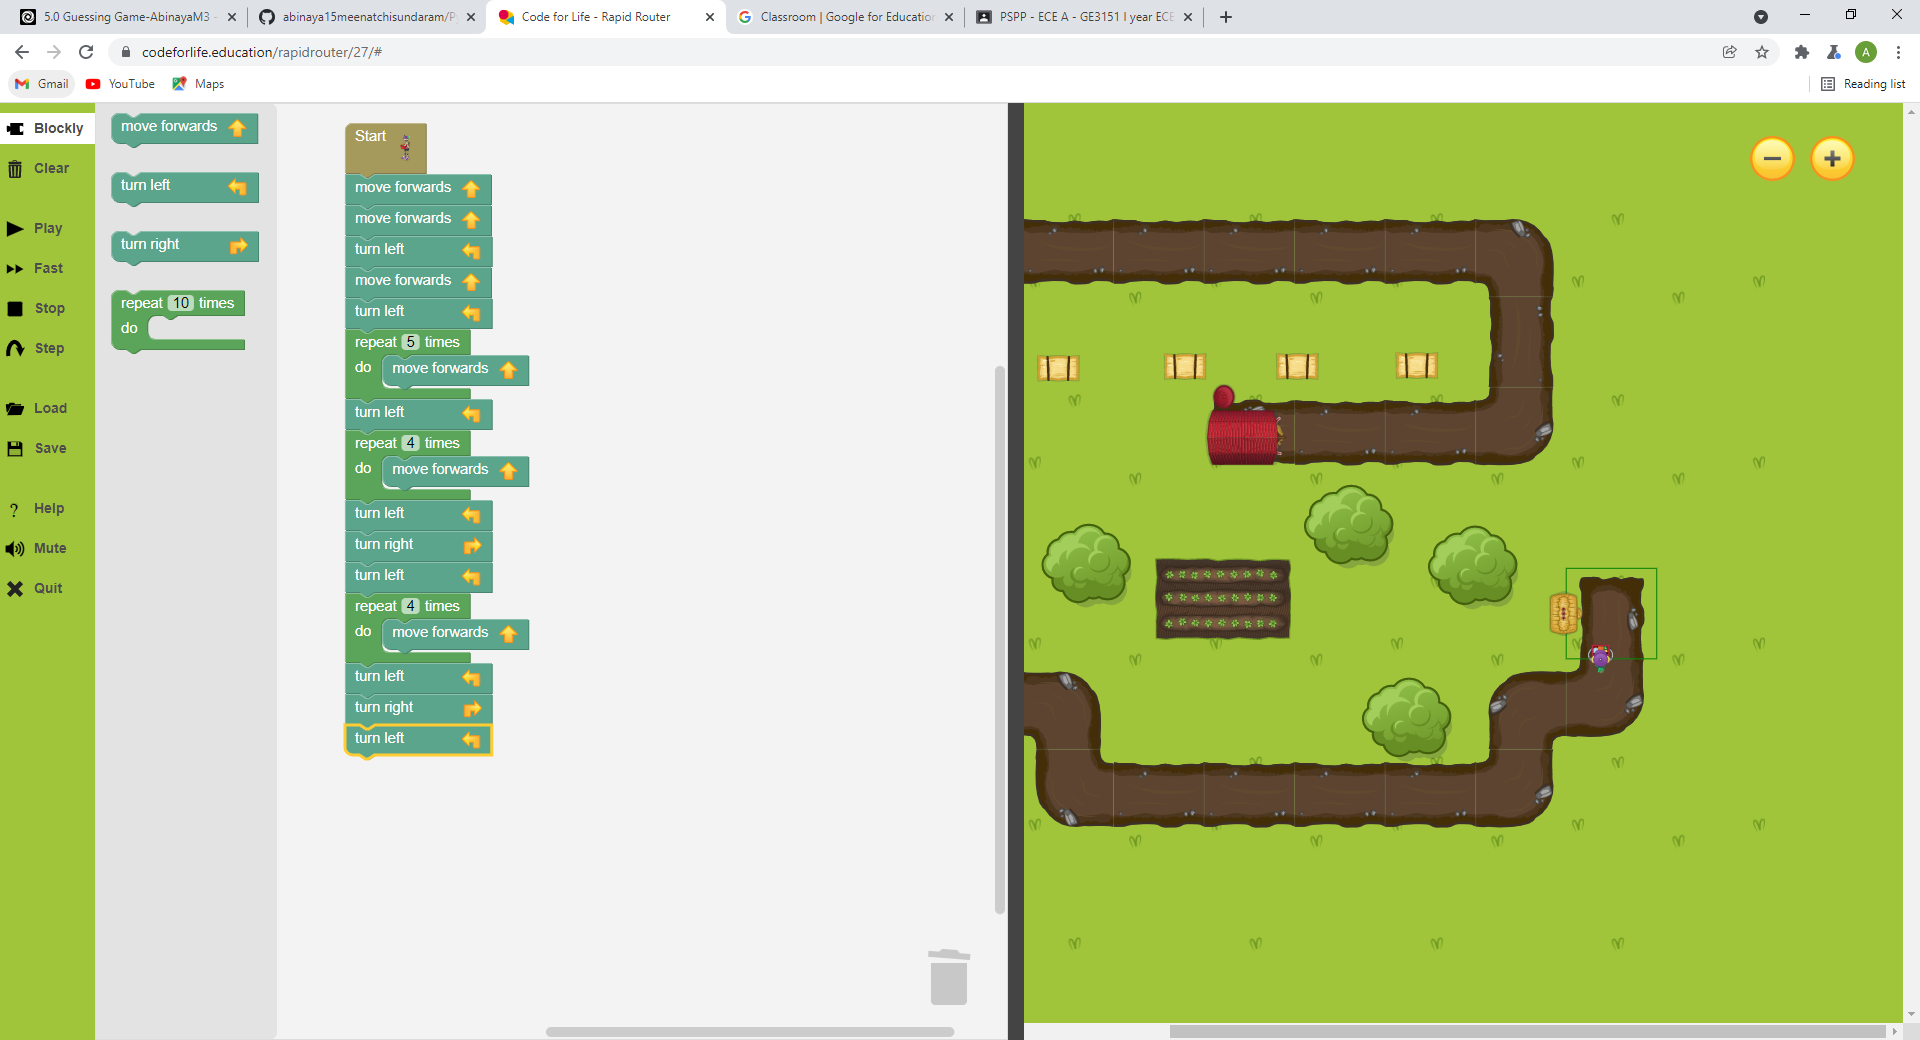 5.0 Guessing Game-AbinayaM3 -
abinaya15meenatchisundaram/P
Code for Life - Rapid Router
Classroom | Google for Education
PSPP - ECE A - GE3151 I year ECE
codeforlife.education/rapidrouter/27/#
A
Gmail
YouTube
Maps
Reading list
Blockly
Clear
Play
Fast
Stop
Step
Load
Save
Help
Mute
Quit
move forwards
turn left
turn right
repeat 10 times
do
Start
move forwards
move forwards
turn left
move forwards
turn left
repeat 5 times
do move forwards
turn left
repeat 4 times
do move forwards
turn left
turn right
turn left
repeat 4 times
do move forwards
turn left
turn right
turn left